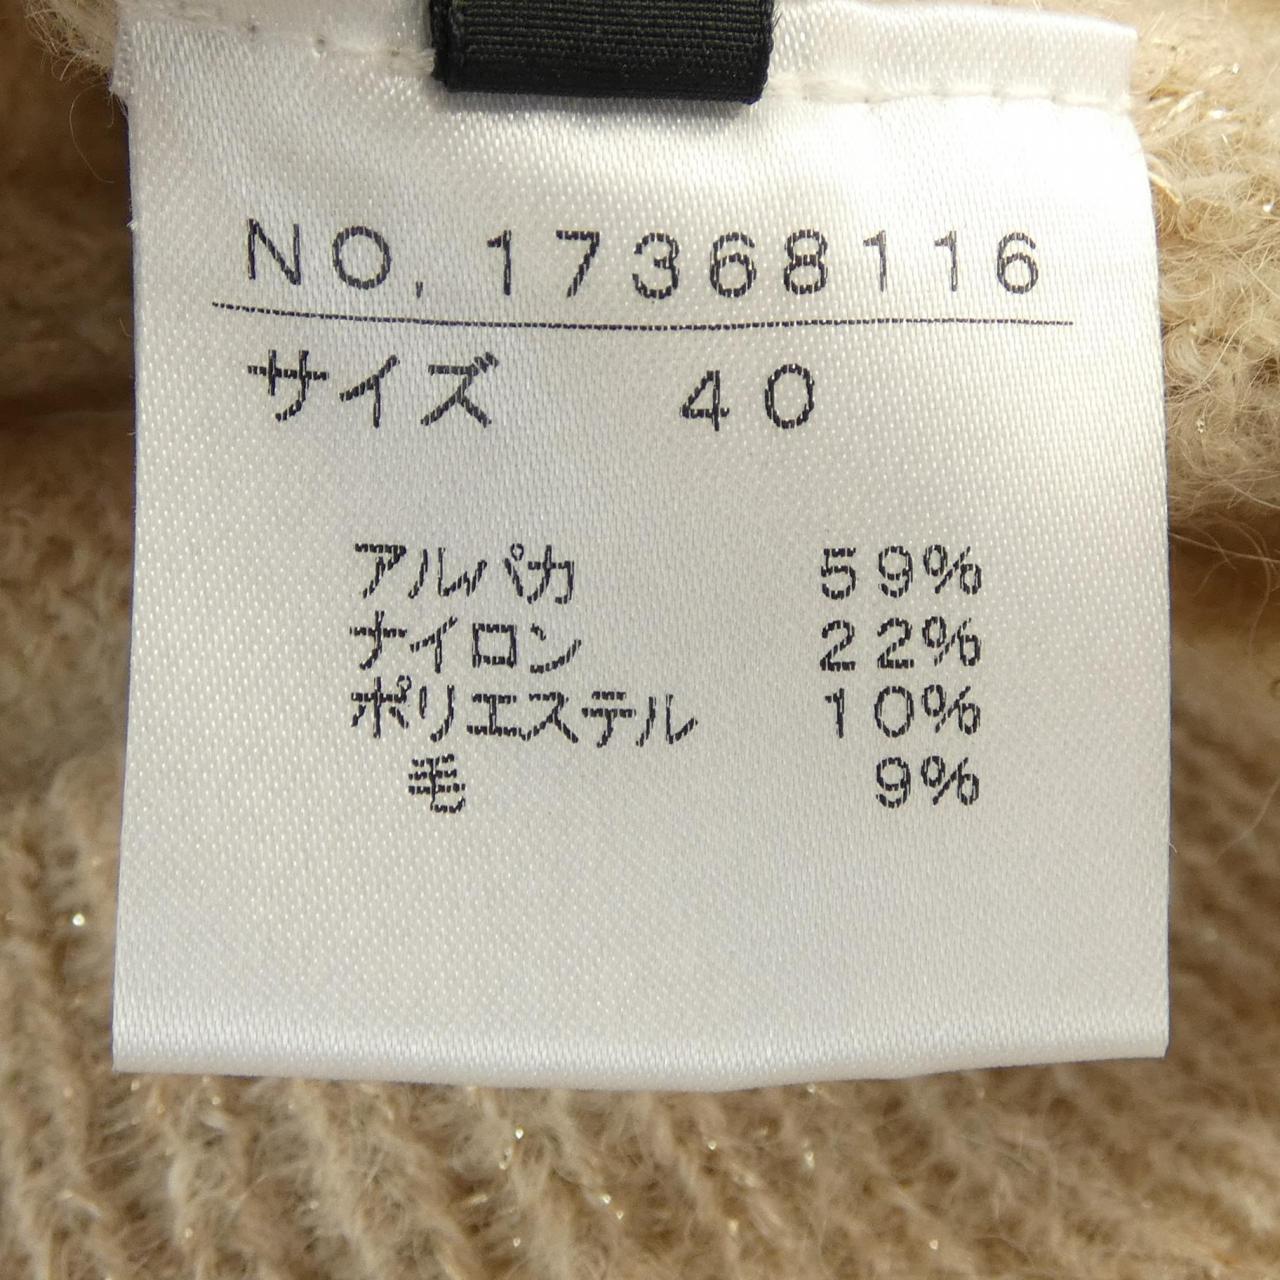 NO. 17368116
サイズ 40
アルパカ 59%
ナイロン 22%
ポリエステル 10%
毛 9%